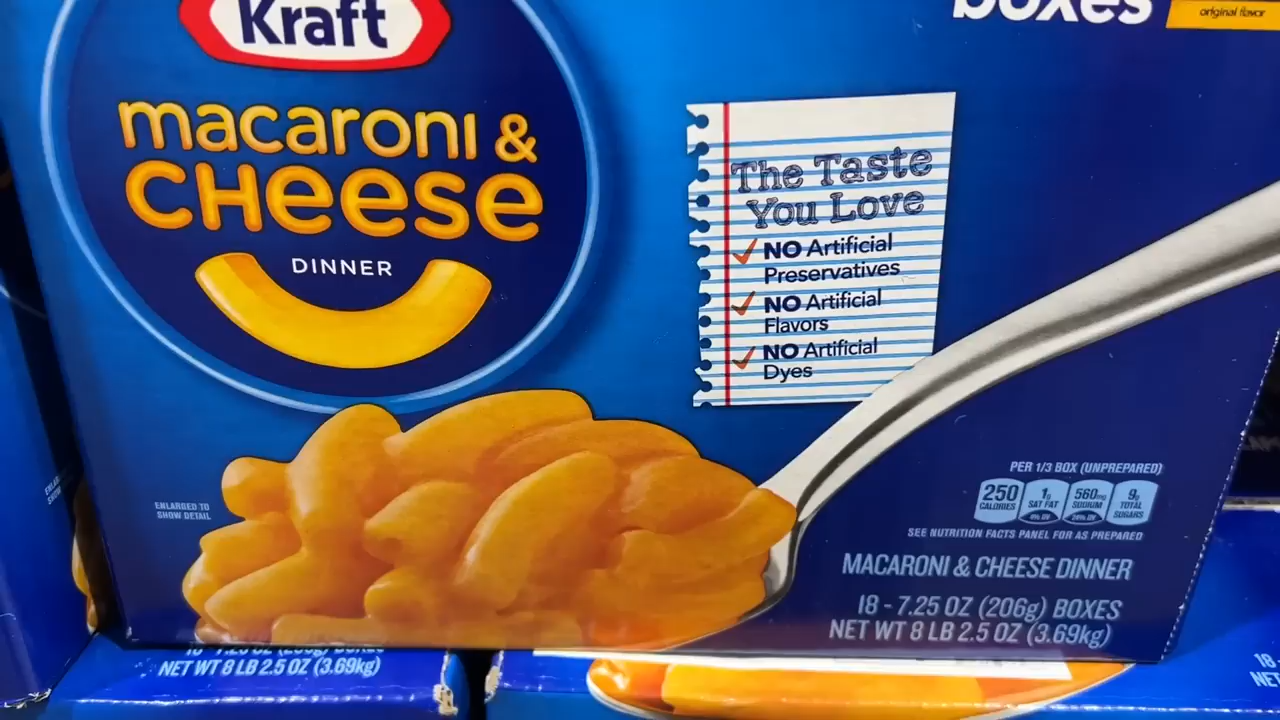 Kraft
boxes
original flavor
macaroni &
CHeese
DINNER
The Taste
You Love
NO Artificial
Preservatives
NO Artificial
Flavors
NO Artificial
Dyes
ENLARGED TO
SHOW DETAIL
PER 1/3 BOX (UNPREPARED)
250 CALORIES
1g SAT FAT
560mg SODIUM
9g TOTAL SUGARS
SEE NUTRITION FACTS PANEL FOR AS PREPARED
MACARONI & CHEESE DINNER
18 - 7.25 OZ (206g) BOXES
NET WT 8 LB 2.5 OZ (3.69kg)
NET WT 8 LB 2.5 OZ (3.69kg)
18
NET